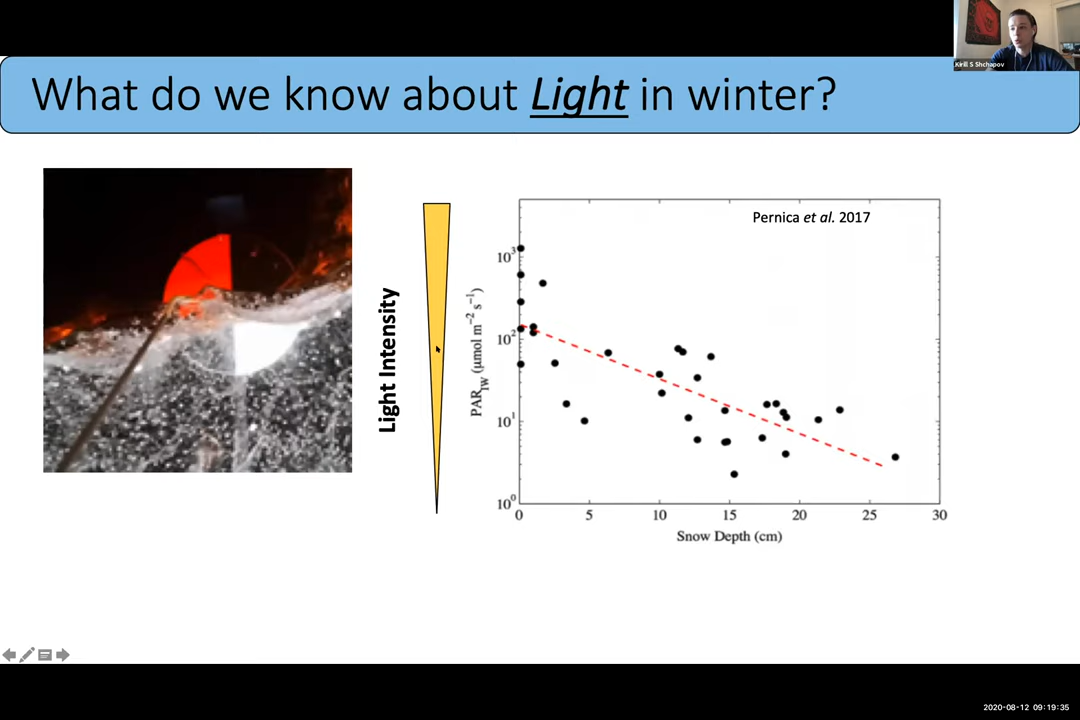 Kirill S Shchapov
What do we know about Light in winter?
Light Intensity
Pernica et al. 2017
PAR_IW (μmol m⁻² s⁻¹)
10³
10²
10¹
10⁰
0 5 10 15 20 25 30
Snow Depth (cm)
2020-08-12 09:19:35